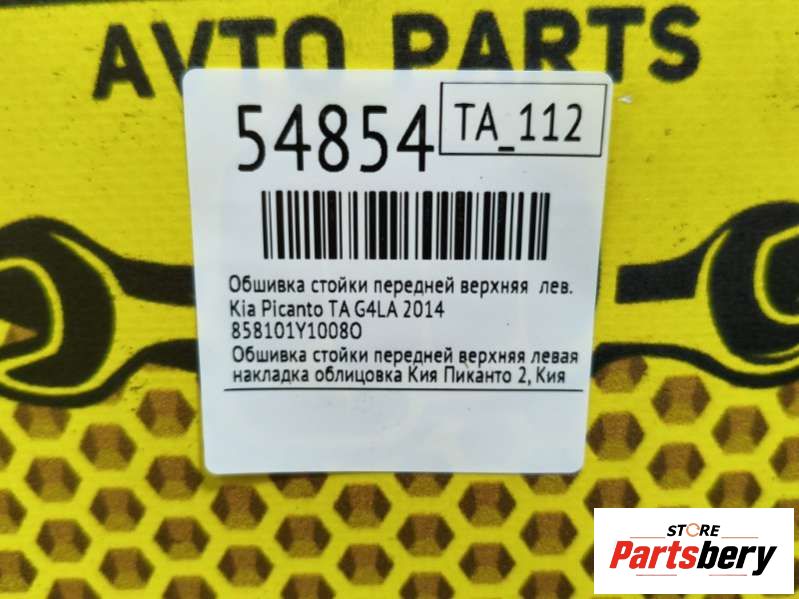 AVTO PARTS
54854
TA_112
Обшивка стойки передней верхняя лев.
Kia Picanto TA G4LA 2014
858101Y1008O
Обшивка стойки передней верхняя левая
накладка облицовка Кия Пиканто 2, Кия
STORE
Partsbery